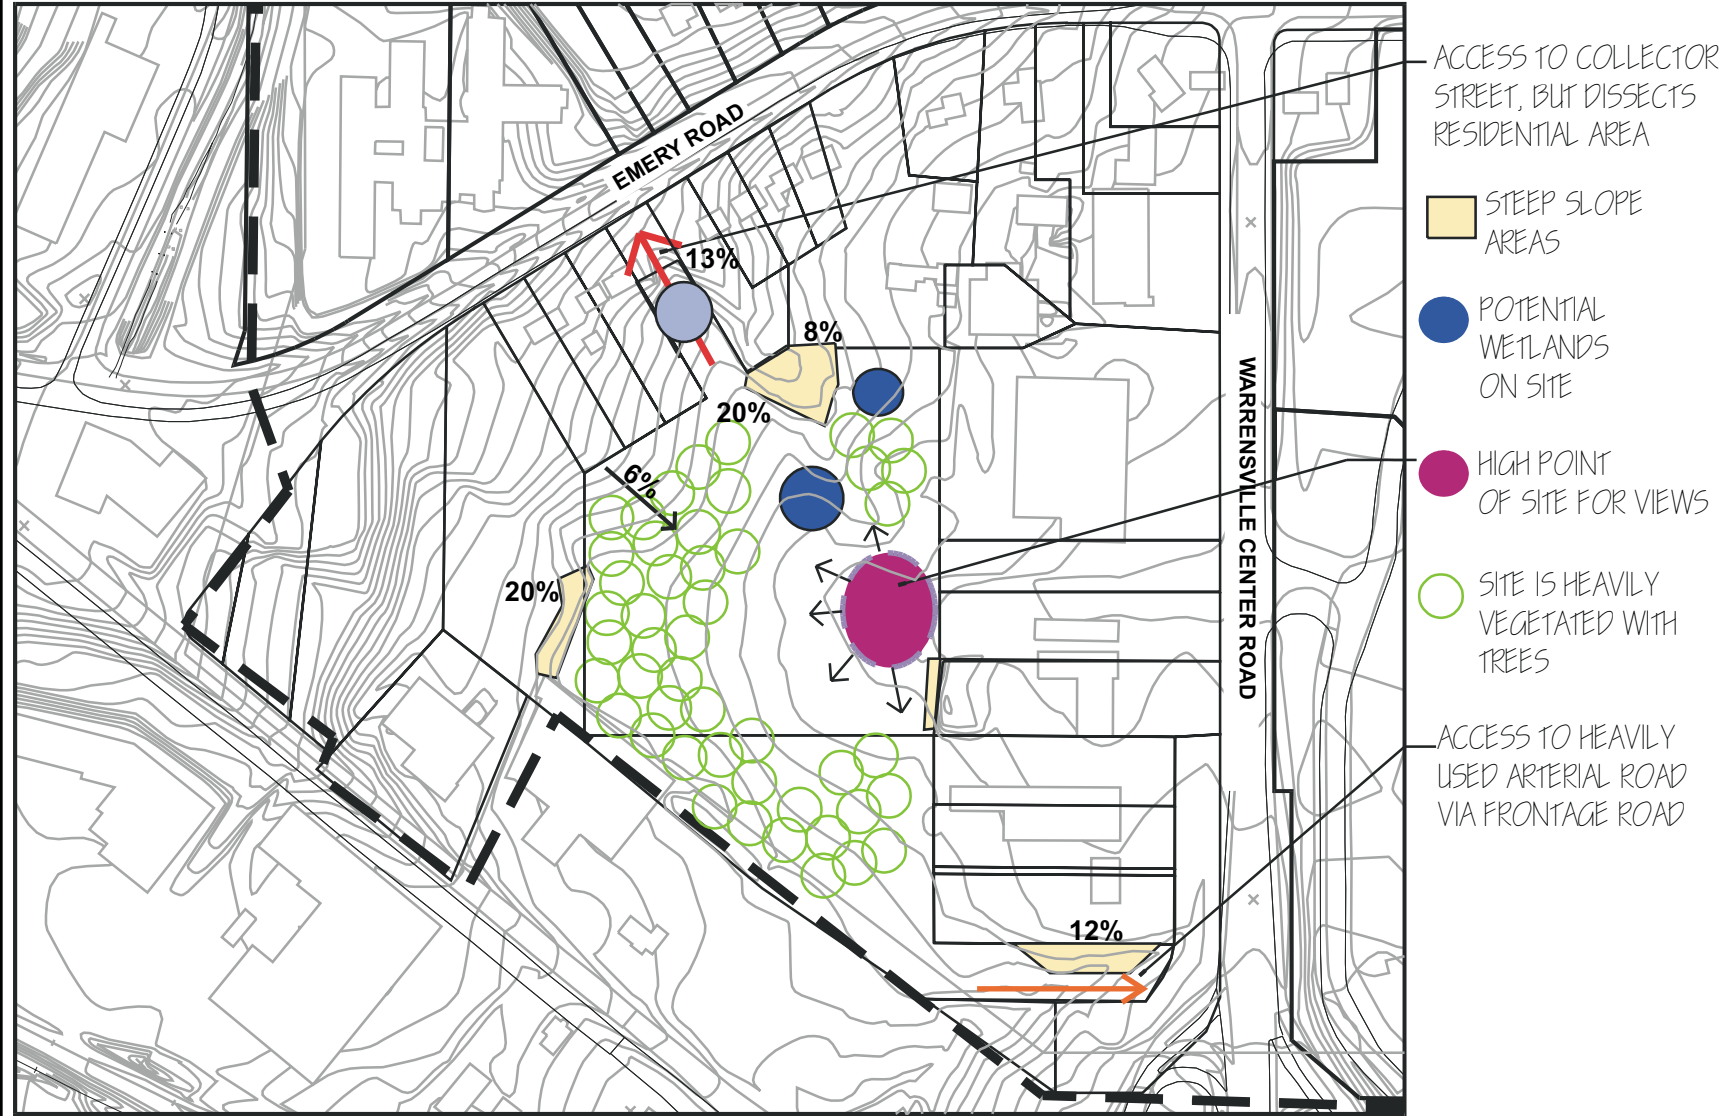 EMERY ROAD
13%
8%
20%
6%
20%
12%
WARRENSVILLE CENTER ROAD
ACCESS TO COLLECTOR
STREET, BUT DISSECTS
RESIDENTIAL AREA
STEEP SLOPE
AREAS
POTENTIAL
WETLANDS
ON SITE
HIGH POINT
OF SITE FOR VIEWS
SITE IS HEAVILY
VEGETATED WITH
TREES
ACCESS TO HEAVILY
USED ARTERIAL ROAD
VIA FRONTAGE ROAD